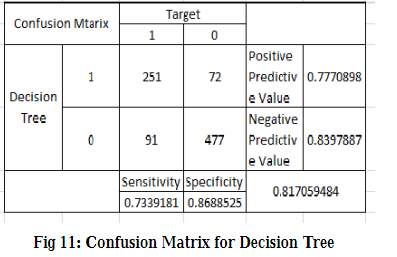 Confusion Mtarix
Target
1 0
Decision
Tree
1 251 72
Positive
Predictiv
e Value
0.7770898
0 91 477
Negative
Predictiv
e Value
0.8397887
Sensitivity Specificity
0.7339181 0.8688525
0.817059484
Fig 11: Confusion Matrix for Decision Tree